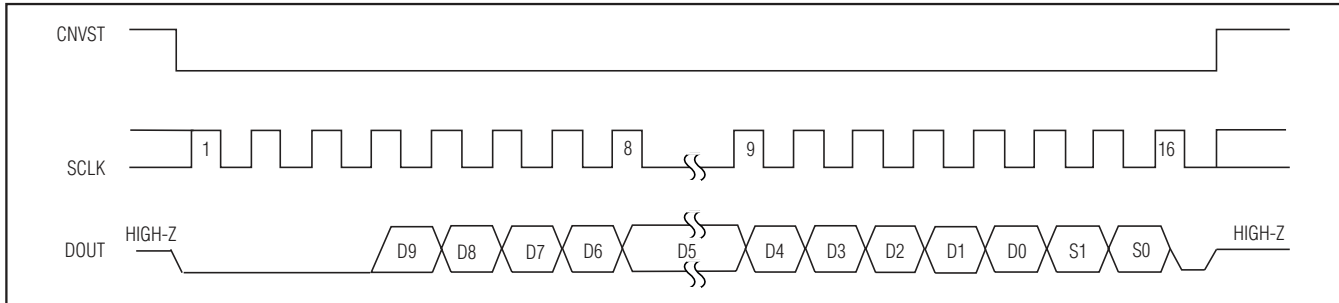 CNVST
1 8 9 16
SCLK
HIGH-Z HIGH-Z
DOUT D9 D8 D7 D6 D5 D4 D3 D2 D1 D0 S1 S0